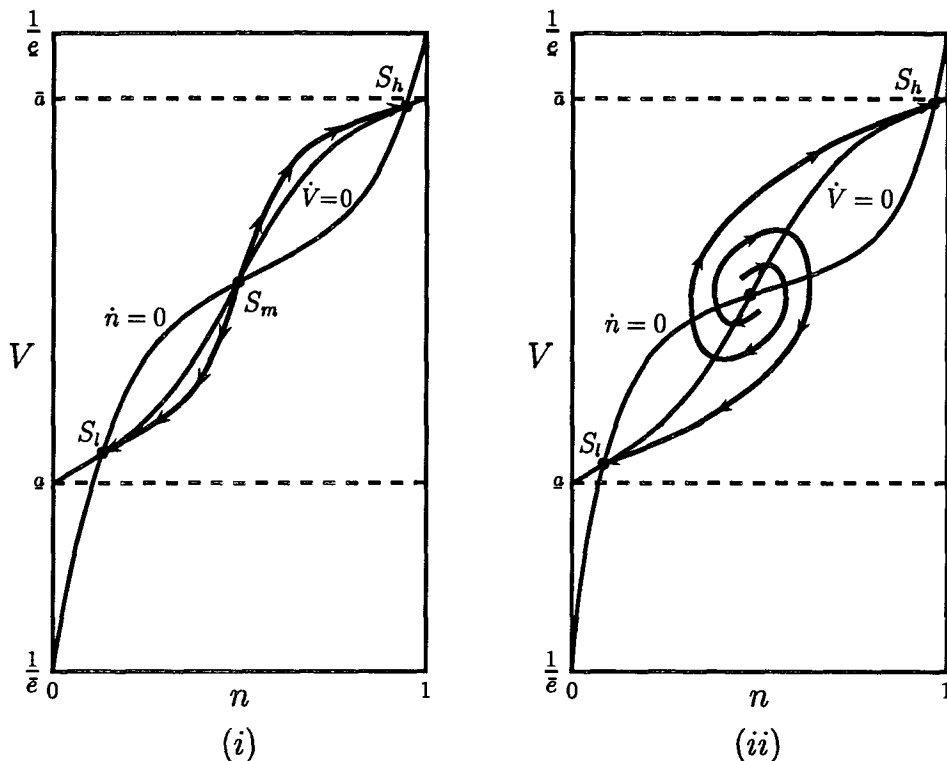 1/e̲
ā
S_h
V̇=0
ṅ = 0
S_m
V
S_l
a̲
1/ē
0
n
1
(i)
1/e̲
ā
S_h
V̇ = 0
ṅ = 0
V
S_l
a̲
1/ē
0
n
1
(ii)